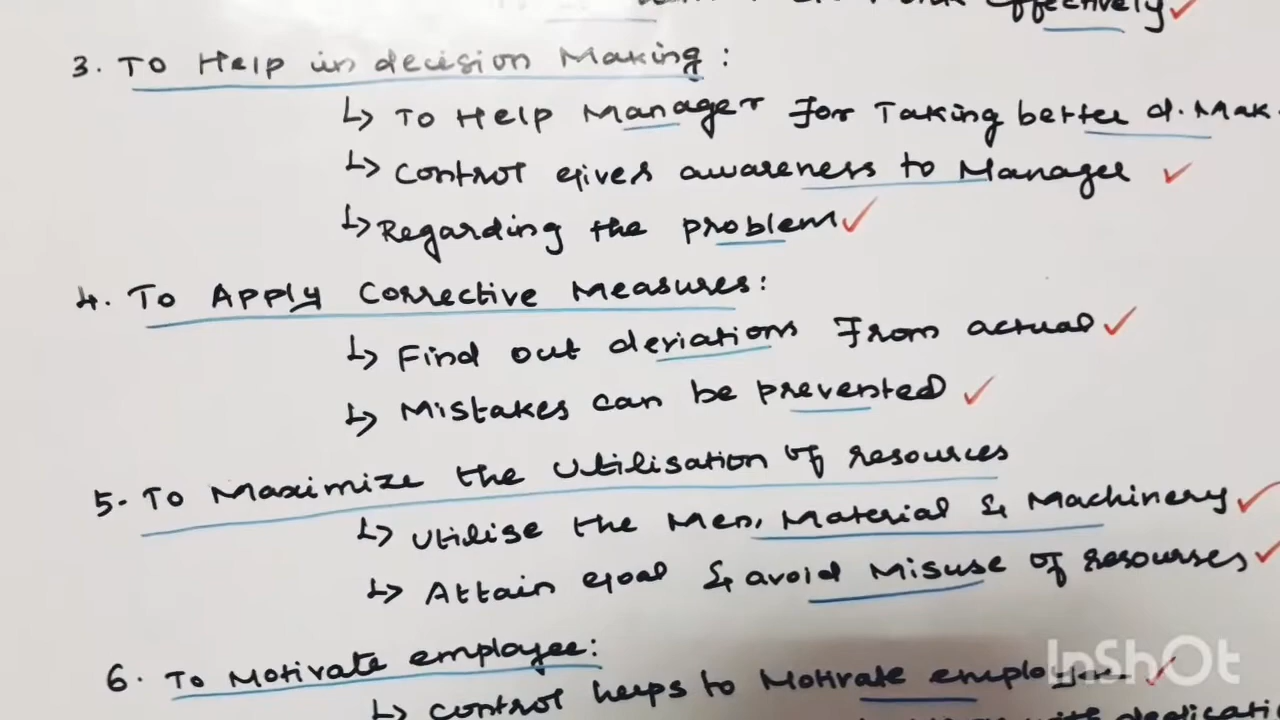 effectively
3. To Help in decision Making:
↳ To Help Manager for Taking better d. Mak.
↳ Control gives awareness to Manager
↳ Regarding the problem
4. To Apply Corrective Measures:
↳ Find out deviations from actual
↳ Mistakes can be prevented
5. To Maximize the Utilisation of resources
↳ Utilise the Men, Material & Machinery
↳ Attain goal & avoid Misuse of resourses
6. To Motivate employee:
↳ Control helps to Motivate employee
InShOt